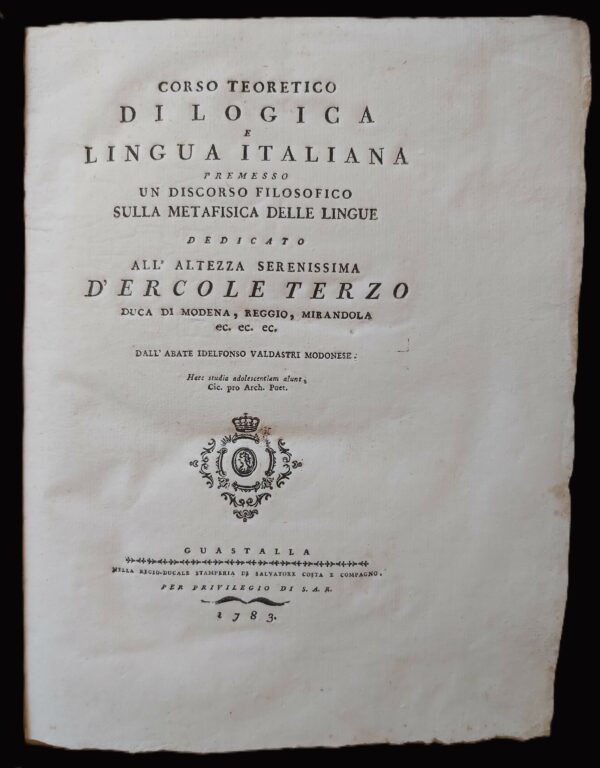 CORSO TEORETICO
DI LOGICA
E
LINGUA ITALIANA
PREMESSO
UN DISCORSO FILOSOFICO
SULLA METAFISICA DELLE LINGUE
DEDICATO
ALL' ALTEZZA SERENISSIMA
D'ERCOLE TERZO
DUCA DI MODENA, REGGIO, MIRANDOLA
ec. ec. ec.
DALL'ABATE IDELFONSO VALDASTRI MODONESE.
Haec studia adolescentiam alunt,
Cic. pro Arch. Poet.
GUASTALLA
NELLA REGIO-DUCALE STAMPERIA DI SALVATORE COSTA E COMPAGNO,
PER PRIVILEGIO DI S.A.R.
1783.